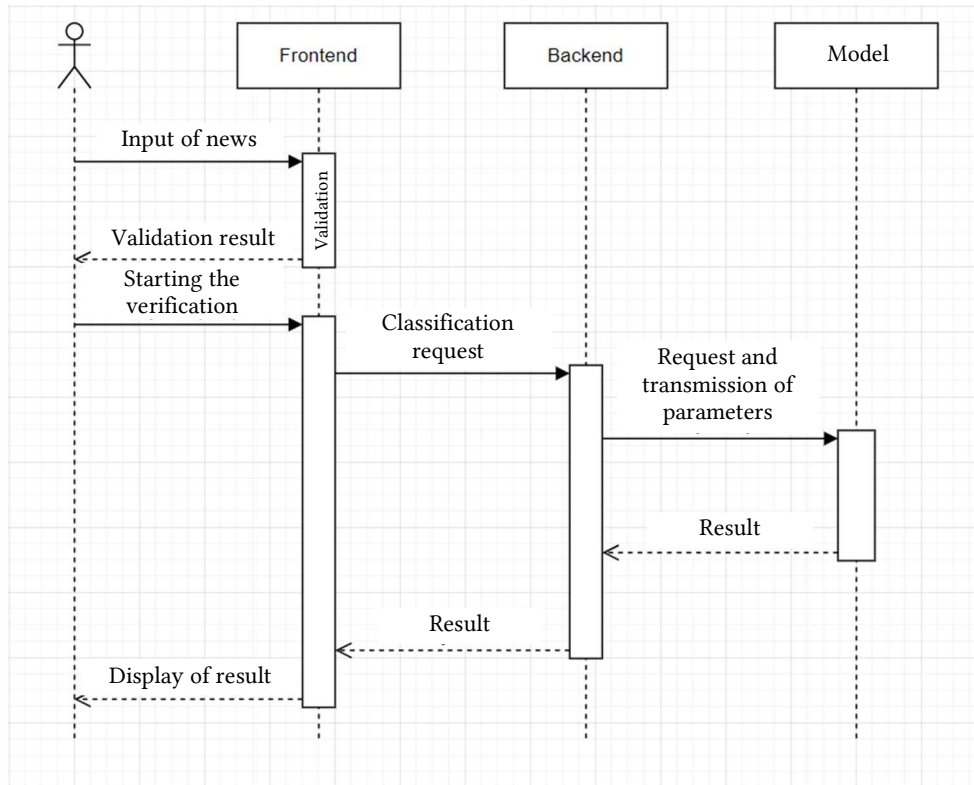 Frontend
Backend
Model
Input of news
Validation
Validation result
Starting the
verification
Classification
request
Request and
transmission of
parameters
Result
Result
Display of result